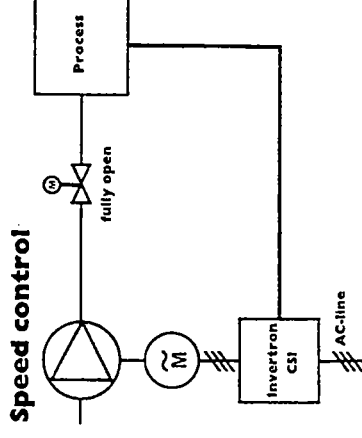 Speed control
Process
M
fully open
M
Invertron
CSI
AC-line